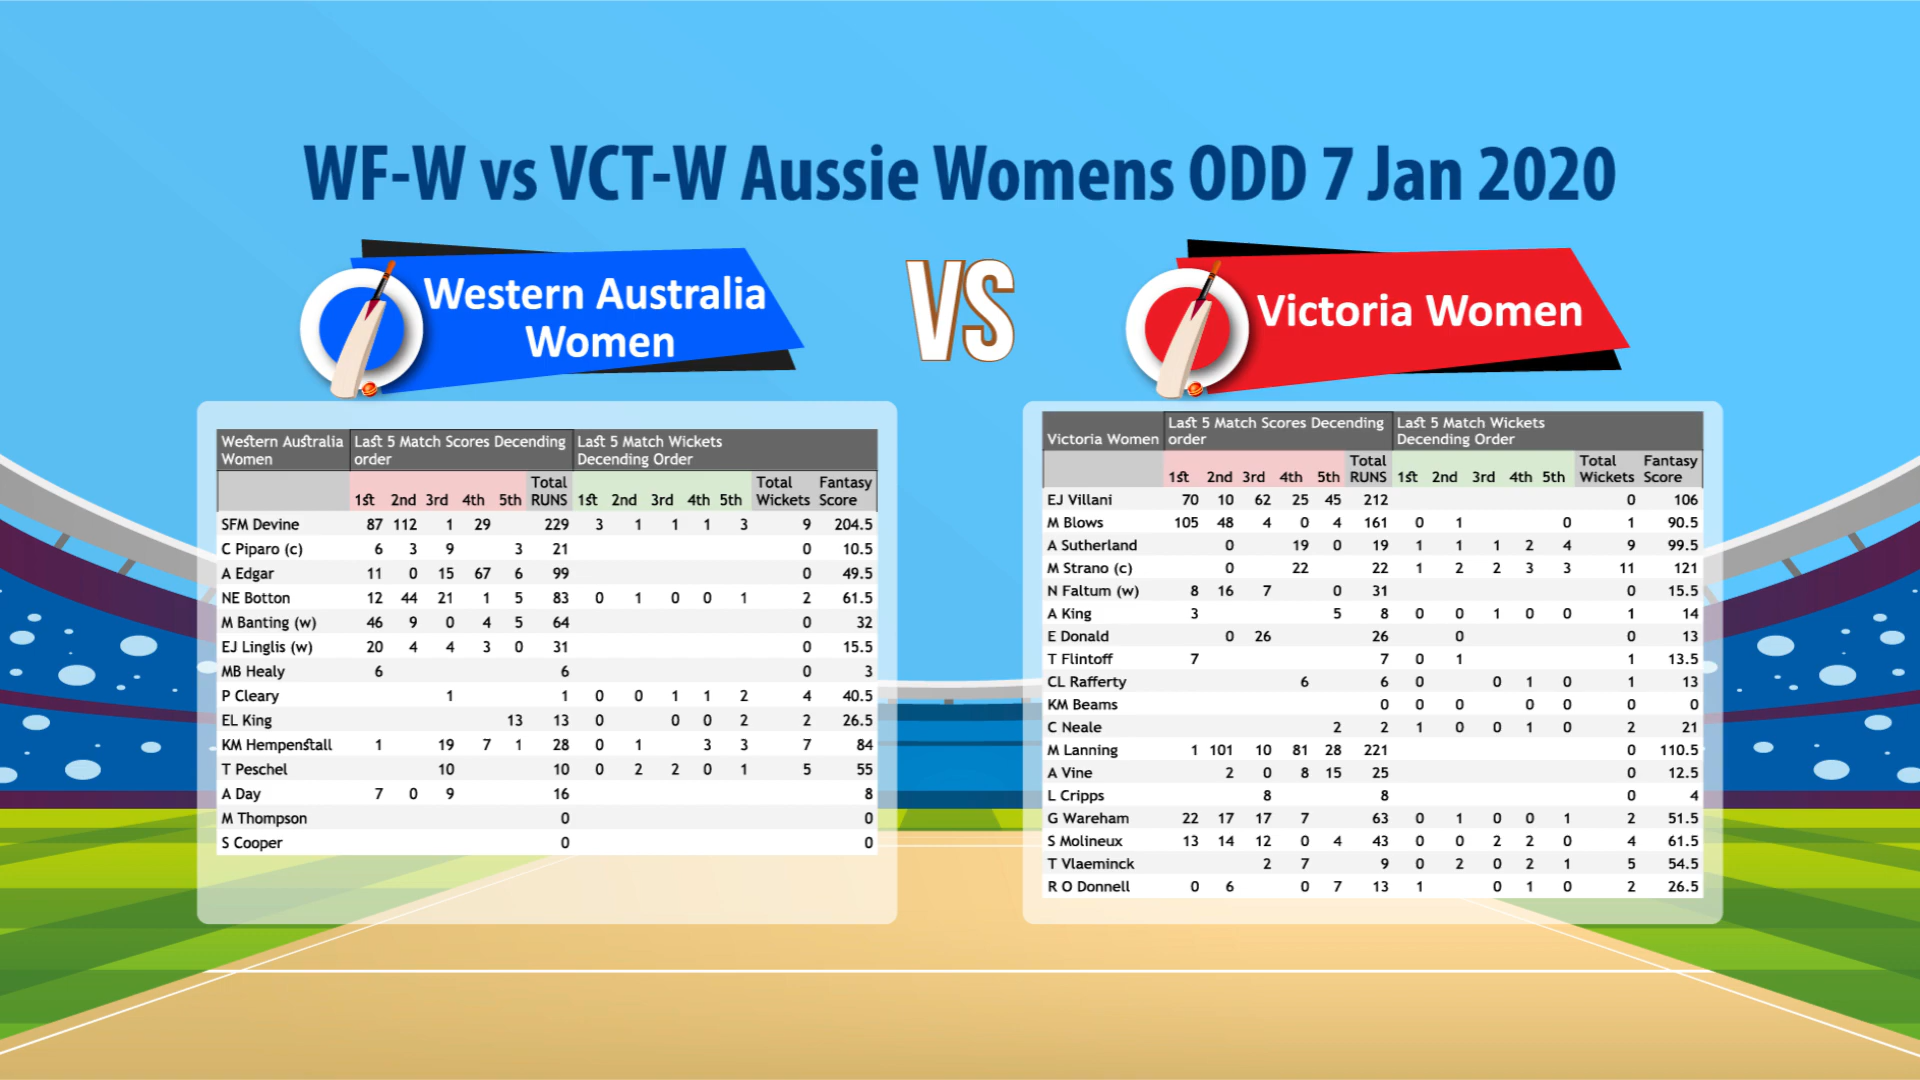 WF-W vs VCT-W Aussie Womens ODD 7 Jan 2020
Western Australia
Women
VS
Victoria Women
Western Australia Women Last 5 Match Scores Decending order Last 5 Match Wickets Decending Order
1st 2nd 3rd 4th 5th Total RUNS 1st 2nd 3rd 4th 5th Total Wickets Fantasy Score
SFM Devine 87 112 1 29 229 3 1 1 1 3 9 204.5
C Piparo (c) 6 3 9 3 21 0 10.5
A Edgar 11 0 15 67 6 99 0 49.5
NE Botton 12 44 21 1 5 83 0 1 0 0 1 2 61.5
M Banting (w) 46 9 0 4 5 64 0 32
EJ Linglis (w) 20 4 4 3 0 31 0 15.5
MB Healy 6 6 0 3
P Cleary 1 1 0 0 1 1 2 4 40.5
EL King 13 13 0 0 0 2 2 26.5
KM Hempenstall 1 19 7 1 28 0 1 3 3 7 84
T Peschel 10 10 0 2 2 0 1 5 55
A Day 7 0 9 16 8
M Thompson 0 0
S Cooper 0 0
Victoria Women Last 5 Match Scores Decending order Last 5 Match Wickets Decending Order
1st 2nd 3rd 4th 5th Total RUNS 1st 2nd 3rd 4th 5th Total Wickets Fantasy Score
EJ Villani 70 10 62 25 45 212 0 106
M Blows 105 48 4 0 4 161 0 1 0 1 90.5
A Sutherland 0 19 0 19 1 1 1 2 4 9 99.5
M Strano (c) 0 22 22 1 2 2 3 3 11 121
N Faltum (w) 8 16 7 0 31 0 15.5
A King 3 5 8 0 0 1 0 0 1 14
E Donald 0 26 26 0 0 13
T Flintoff 7 7 0 1 1 13.5
CL Rafferty 6 6 0 0 1 0 1 13
KM Beams 0 0 0 0 0 0 0
C Neale 2 2 1 0 0 1 0 2 21
M Lanning 1 101 10 81 28 221 0 110.5
A Vine 2 0 8 15 25 0 12.5
L Cripps 8 8 0 4
G Wareham 22 17 17 7 63 0 1 0 0 1 2 51.5
S Molineux 13 14 12 0 4 43 0 0 2 2 0 4 61.5
T Vlaeminck 2 7 9 0 2 0 2 1 5 54.5
R O Donnell 0 6 0 7 13 1 0 1 0 2 26.5